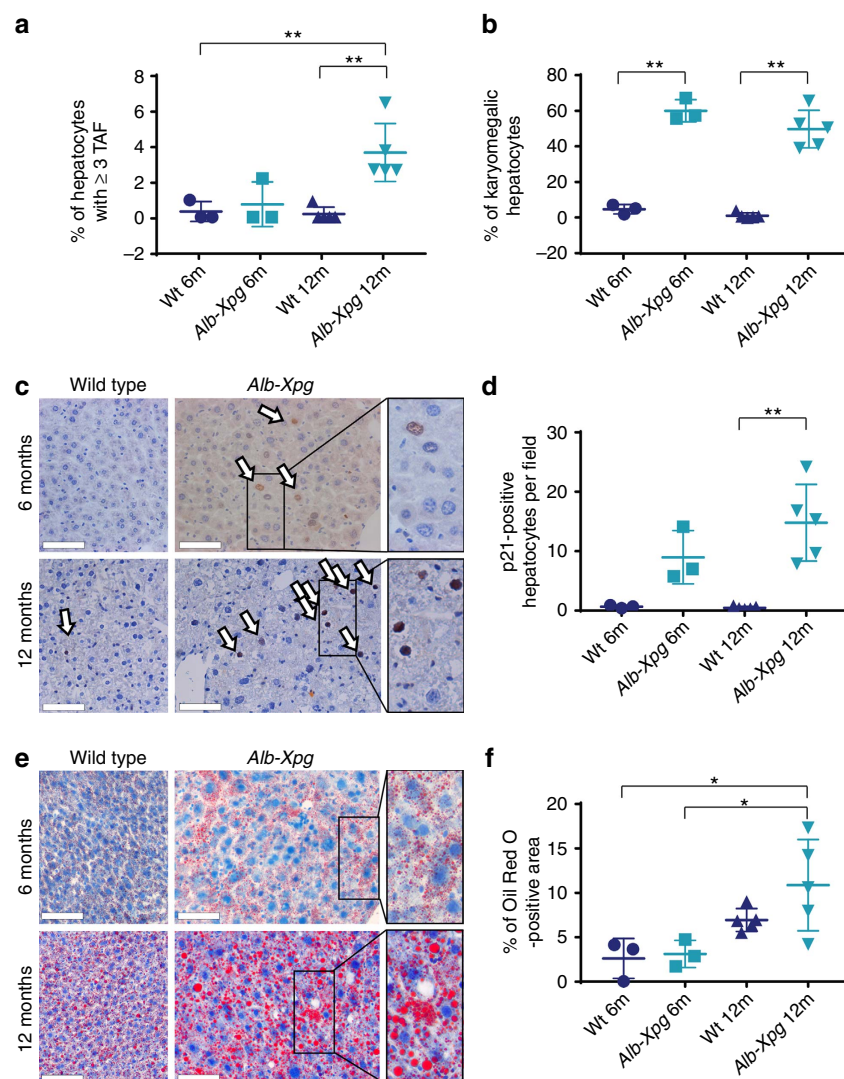 a
**
**
% of hepatocytes
with ≥ 3 TAF
8
6
4
2
0
–2
Wt 6m
Alb-Xpg 6m
Wt 12m
Alb-Xpg 12m
b
**
**
% of karyomegalic
hepatocytes
80
60
40
20
0
–20
Wt 6m
Alb-Xpg 6m
Wt 12m
Alb-Xpg 12m
c
Wild type
Alb-Xpg
6 months
12 months
d
**
p21-positive
hepatocytes per field
30
20
10
0
Wt 6m
Alb-Xpg 6m
Wt 12m
Alb-Xpg 12m
e
Wild type
Alb-Xpg
6 months
12 months
f
*
*
% of Oil Red O
-positive area
20
15
10
5
0
Wt 6m
Alb-Xpg 6m
Wt 12m
Alb-Xpg 12m